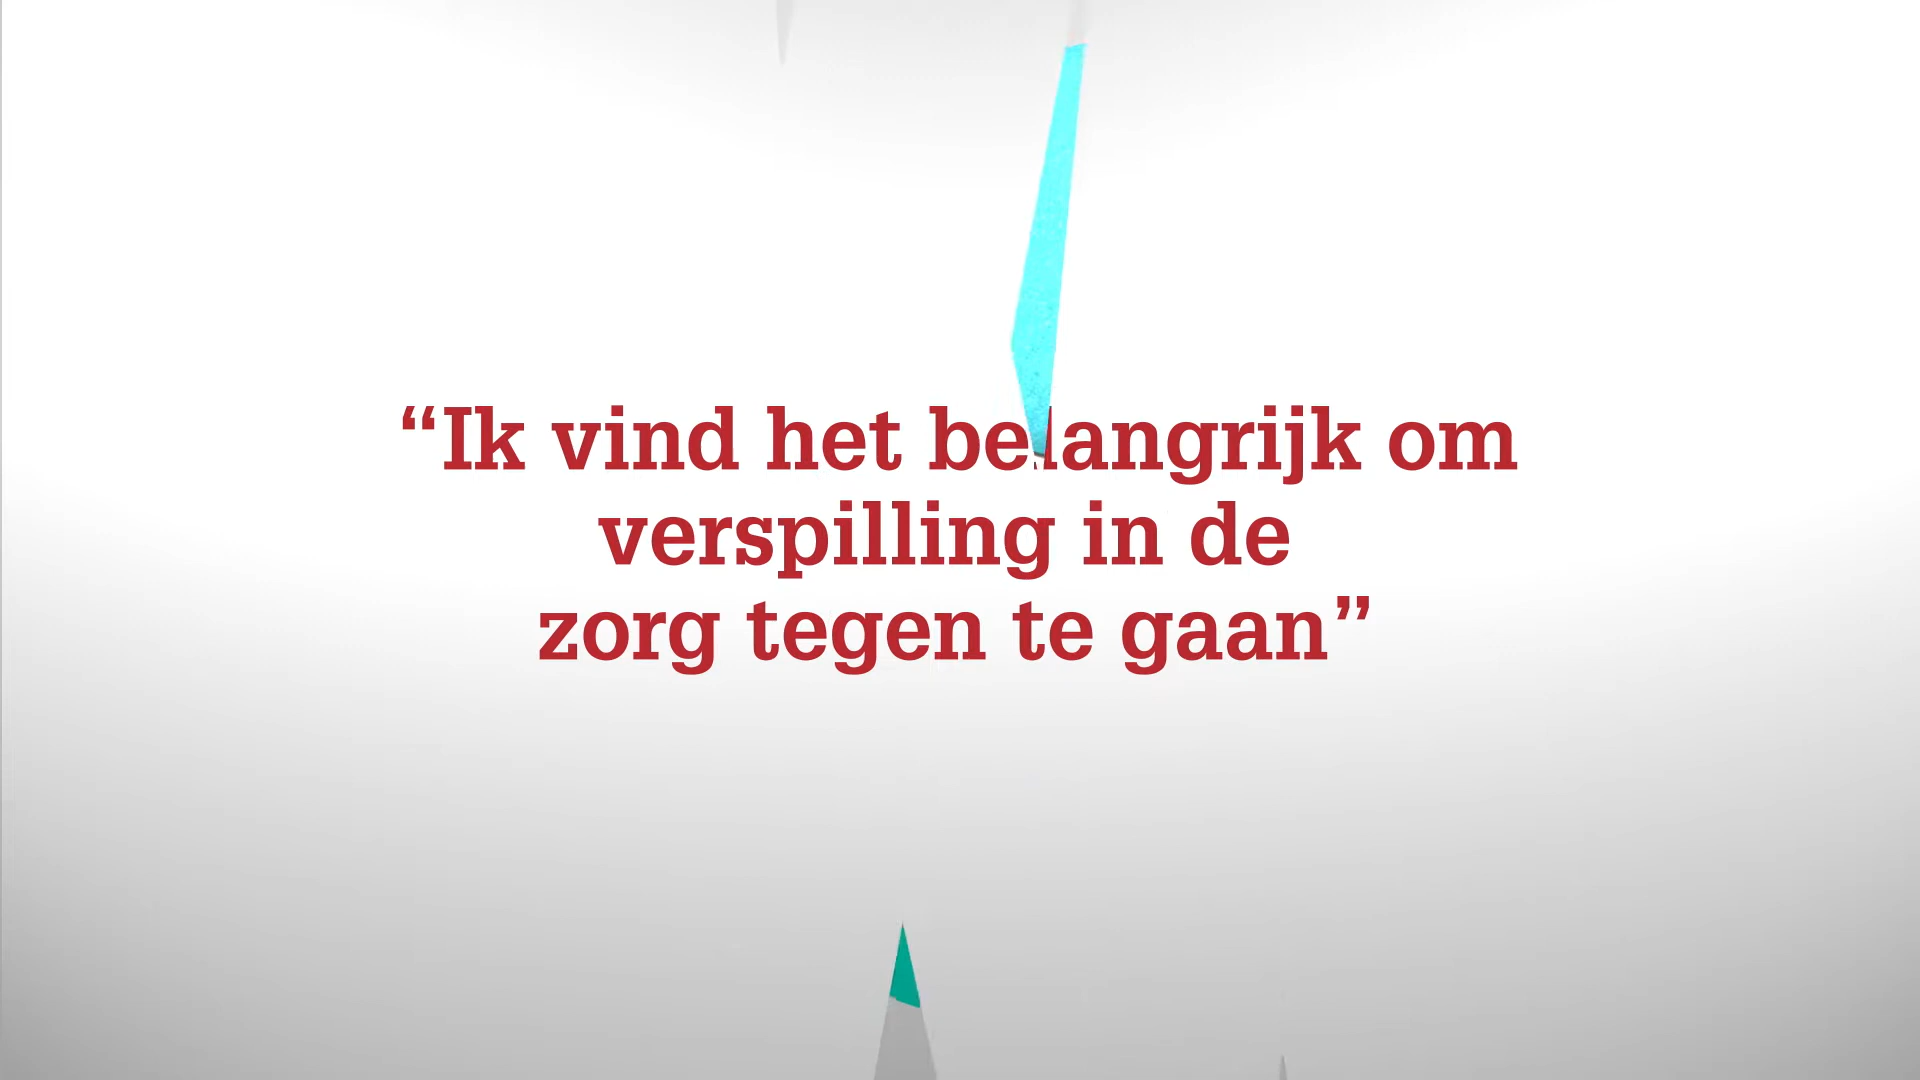 “Ik vind het belangrijk om
verspilling in de
zorg tegen te gaan”